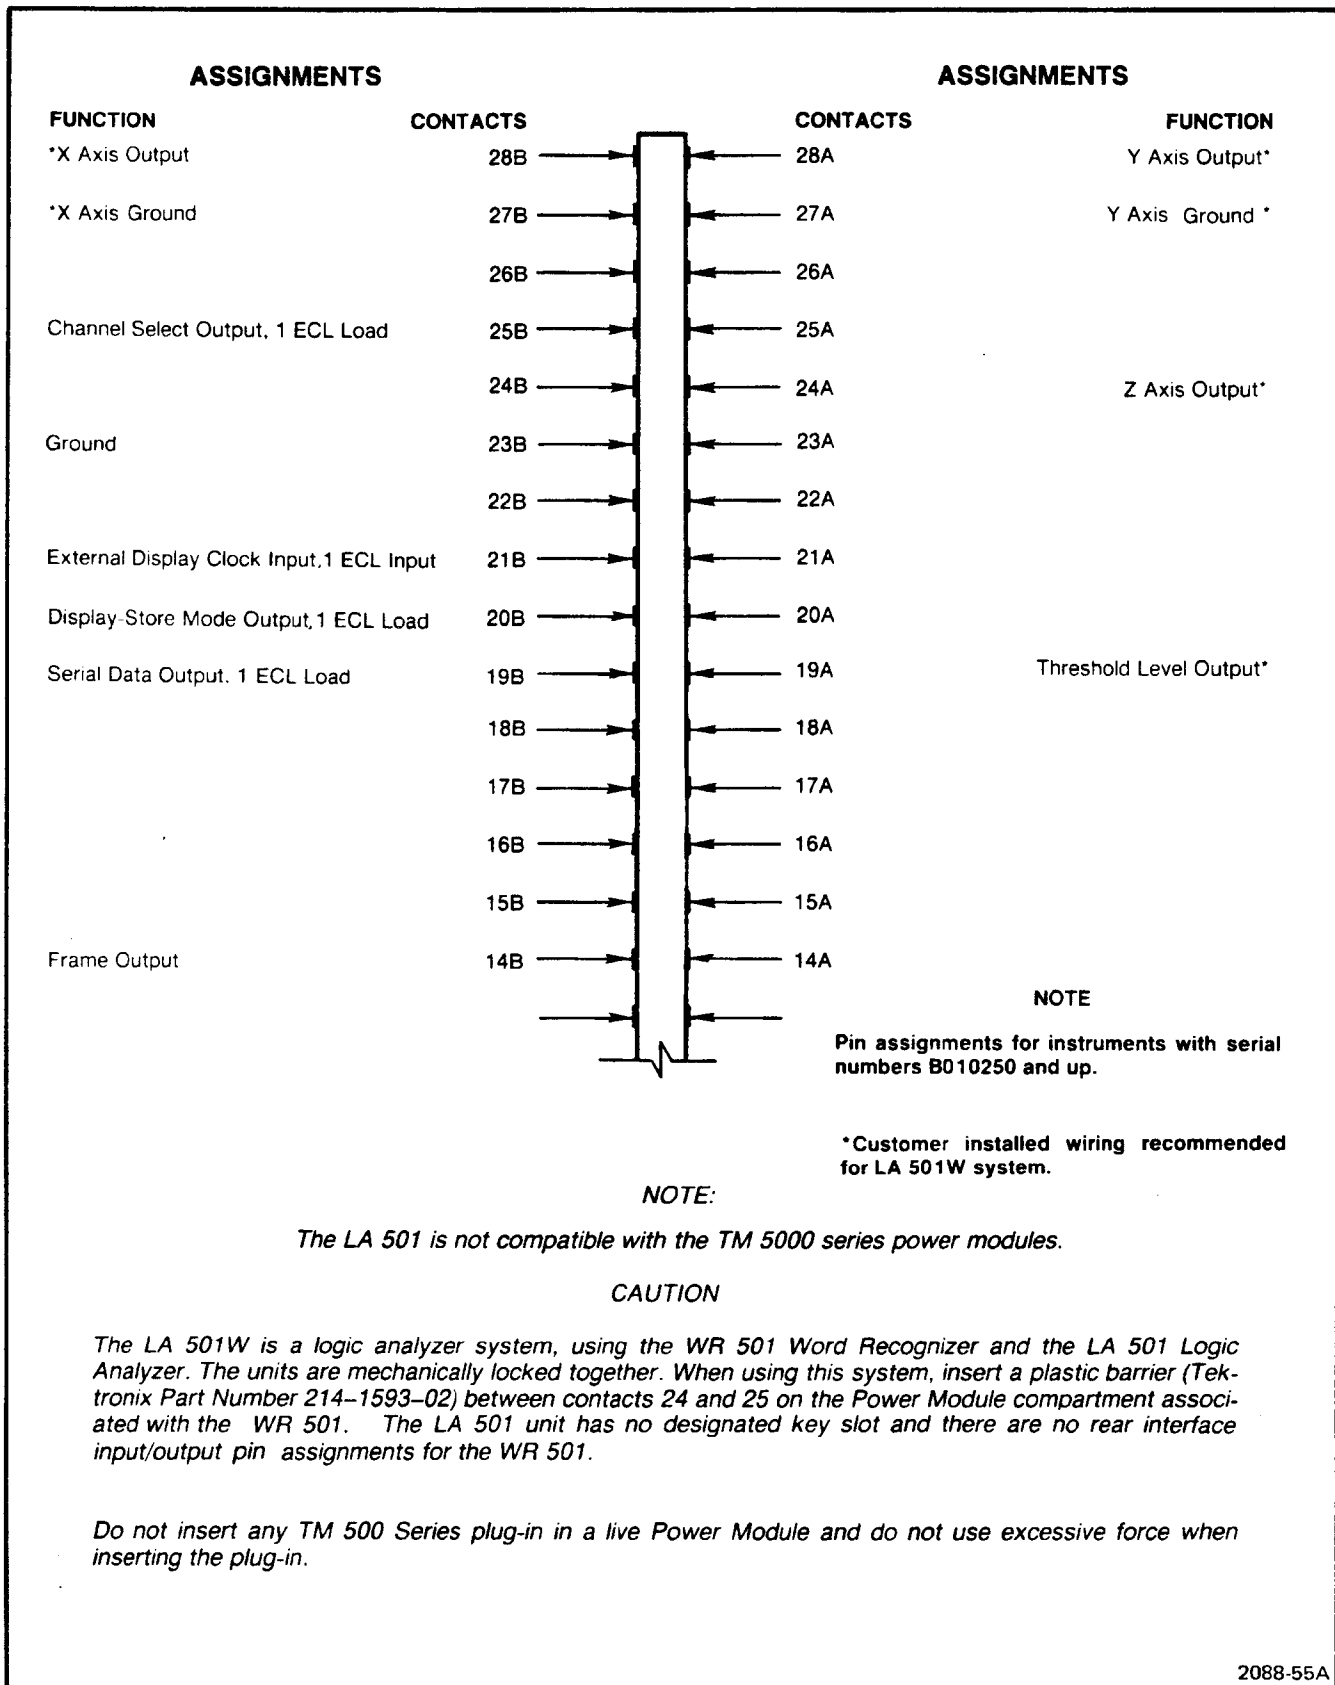 ASSIGNMENTS ASSIGNMENTS
FUNCTION CONTACTS CONTACTS FUNCTION
*X Axis Output 28B 28A Y Axis Output*
*X Axis Ground 27B 27A Y Axis Ground *
26B 26A
Channel Select Output, 1 ECL Load 25B 25A
24B 24A Z Axis Output*
Ground 23B 23A
22B 22A
External Display Clock Input,1 ECL Input 21B 21A
Display-Store Mode Output,1 ECL Load 20B 20A
Serial Data Output. 1 ECL Load 19B 19A Threshold Level Output*
18B 18A
17B 17A
16B 16A
15B 15A
Frame Output 14B 14A
NOTE
Pin assignments for instruments with serial
numbers B010250 and up.
*Customer installed wiring recommended
for LA 501W system.
NOTE:
The LA 501 is not compatible with the TM 5000 series power modules.
CAUTION
The LA 501W is a logic analyzer system, using the WR 501 Word Recognizer and the LA 501 Logic
Analyzer. The units are mechanically locked together. When using this system, insert a plastic barrier (Tek-
tronix Part Number 214–1593–02) between contacts 24 and 25 on the Power Module compartment associ-
ated with the WR 501. The LA 501 unit has no designated key slot and there are no rear interface
input/output pin assignments for the WR 501.
Do not insert any TM 500 Series plug-in in a live Power Module and do not use excessive force when
inserting the plug-in.
2088-55A